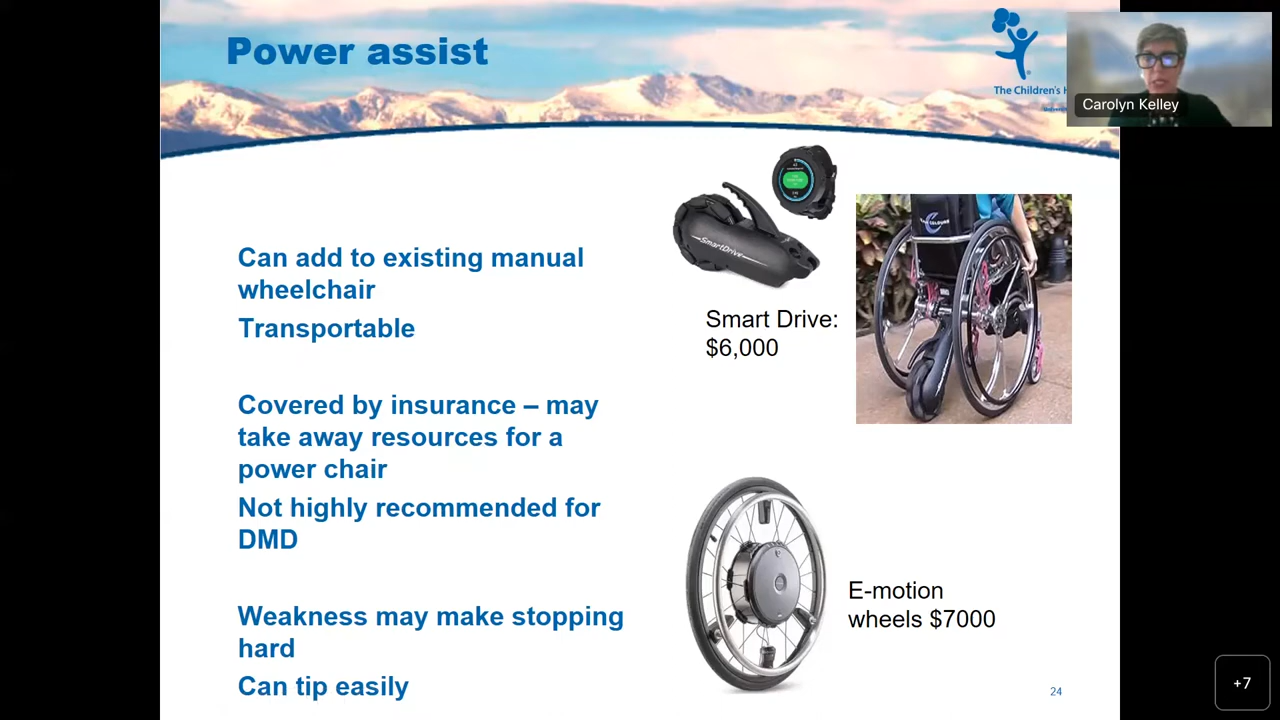 Power assist
The Children's H
Carolyn Kelley
Can add to existing manual
wheelchair
Transportable
SmartDrive
Smart Drive:
$6,000
Covered by insurance – may
take away resources for a
power chair
Not highly recommended for
DMD
E-motion
wheels $7000
Weakness may make stopping
hard
Can tip easily
24
+7